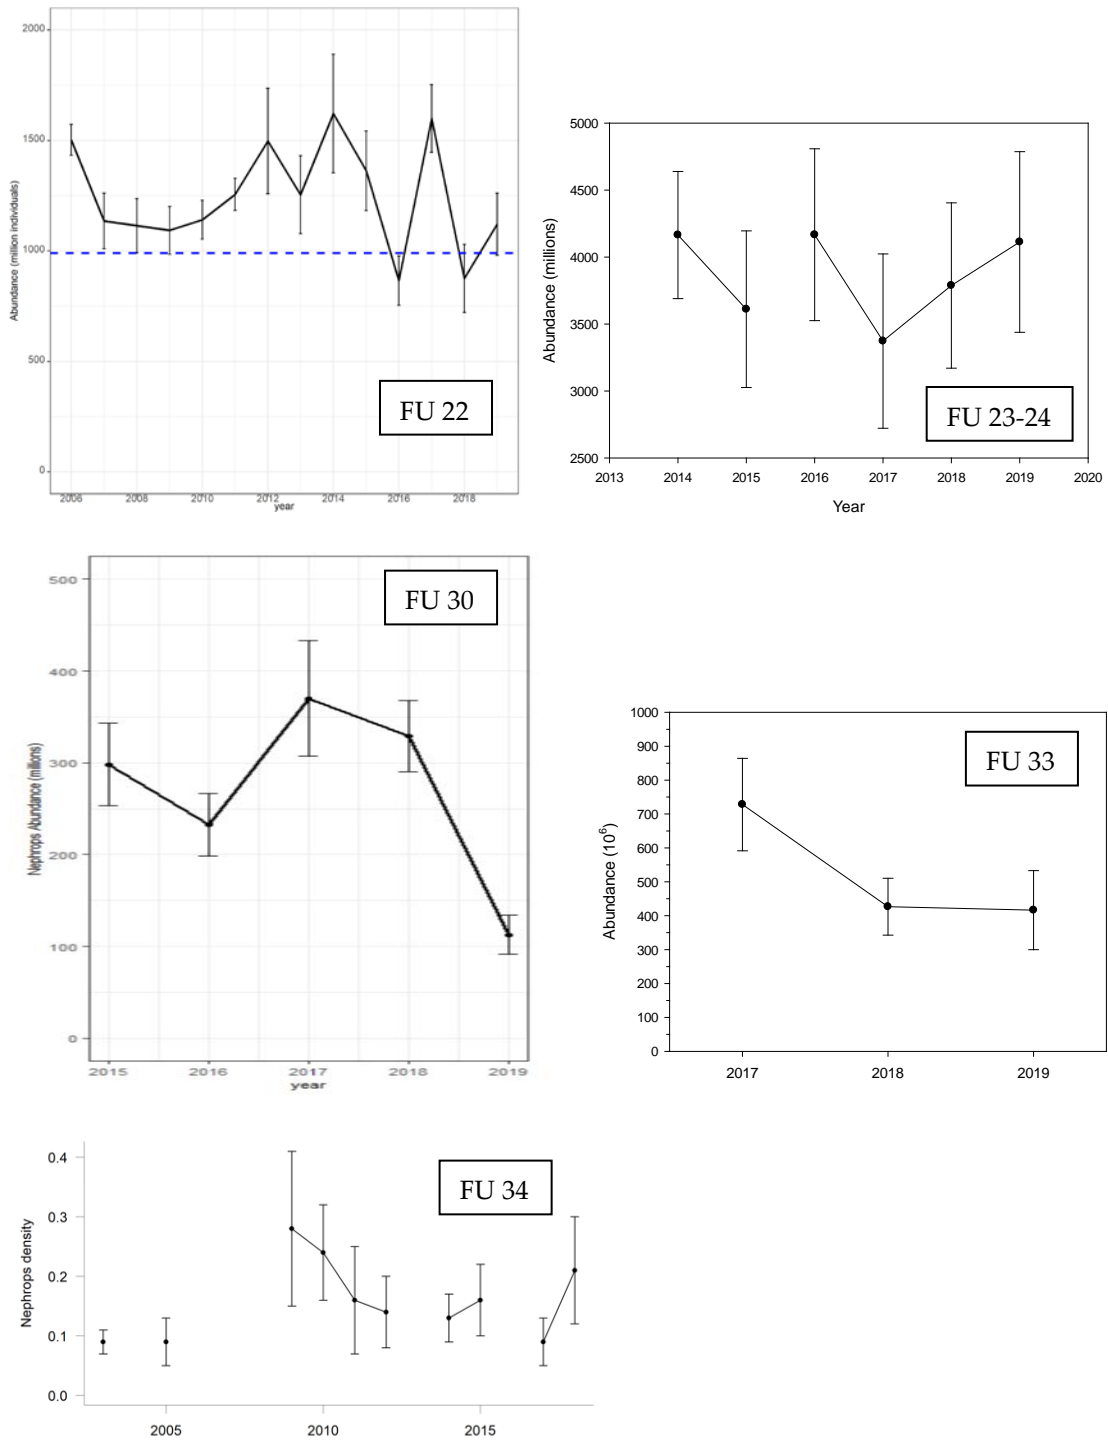 2000
1500
1000
500
0
Abundance (million individuals)
FU 22
2006 2008 2010 2012 2014 2016 2018
year
5000
4500
4000
3500
3000
2500
Abundance (millions)
FU 23-24
2013 2014 2015 2016 2017 2018 2019 2020
Year
500
400
300
200
100
0
Nephrops Abundance (millions)
FU 30
2015 2016 2017 2018 2019
year
1000
900
800
700
600
500
400
300
200
100
0
Abundance (10⁶)
FU 33
2017 2018 2019
0.4
0.3
0.2
0.1
0.0
Nephrops density
FU 34
2005 2010 2015